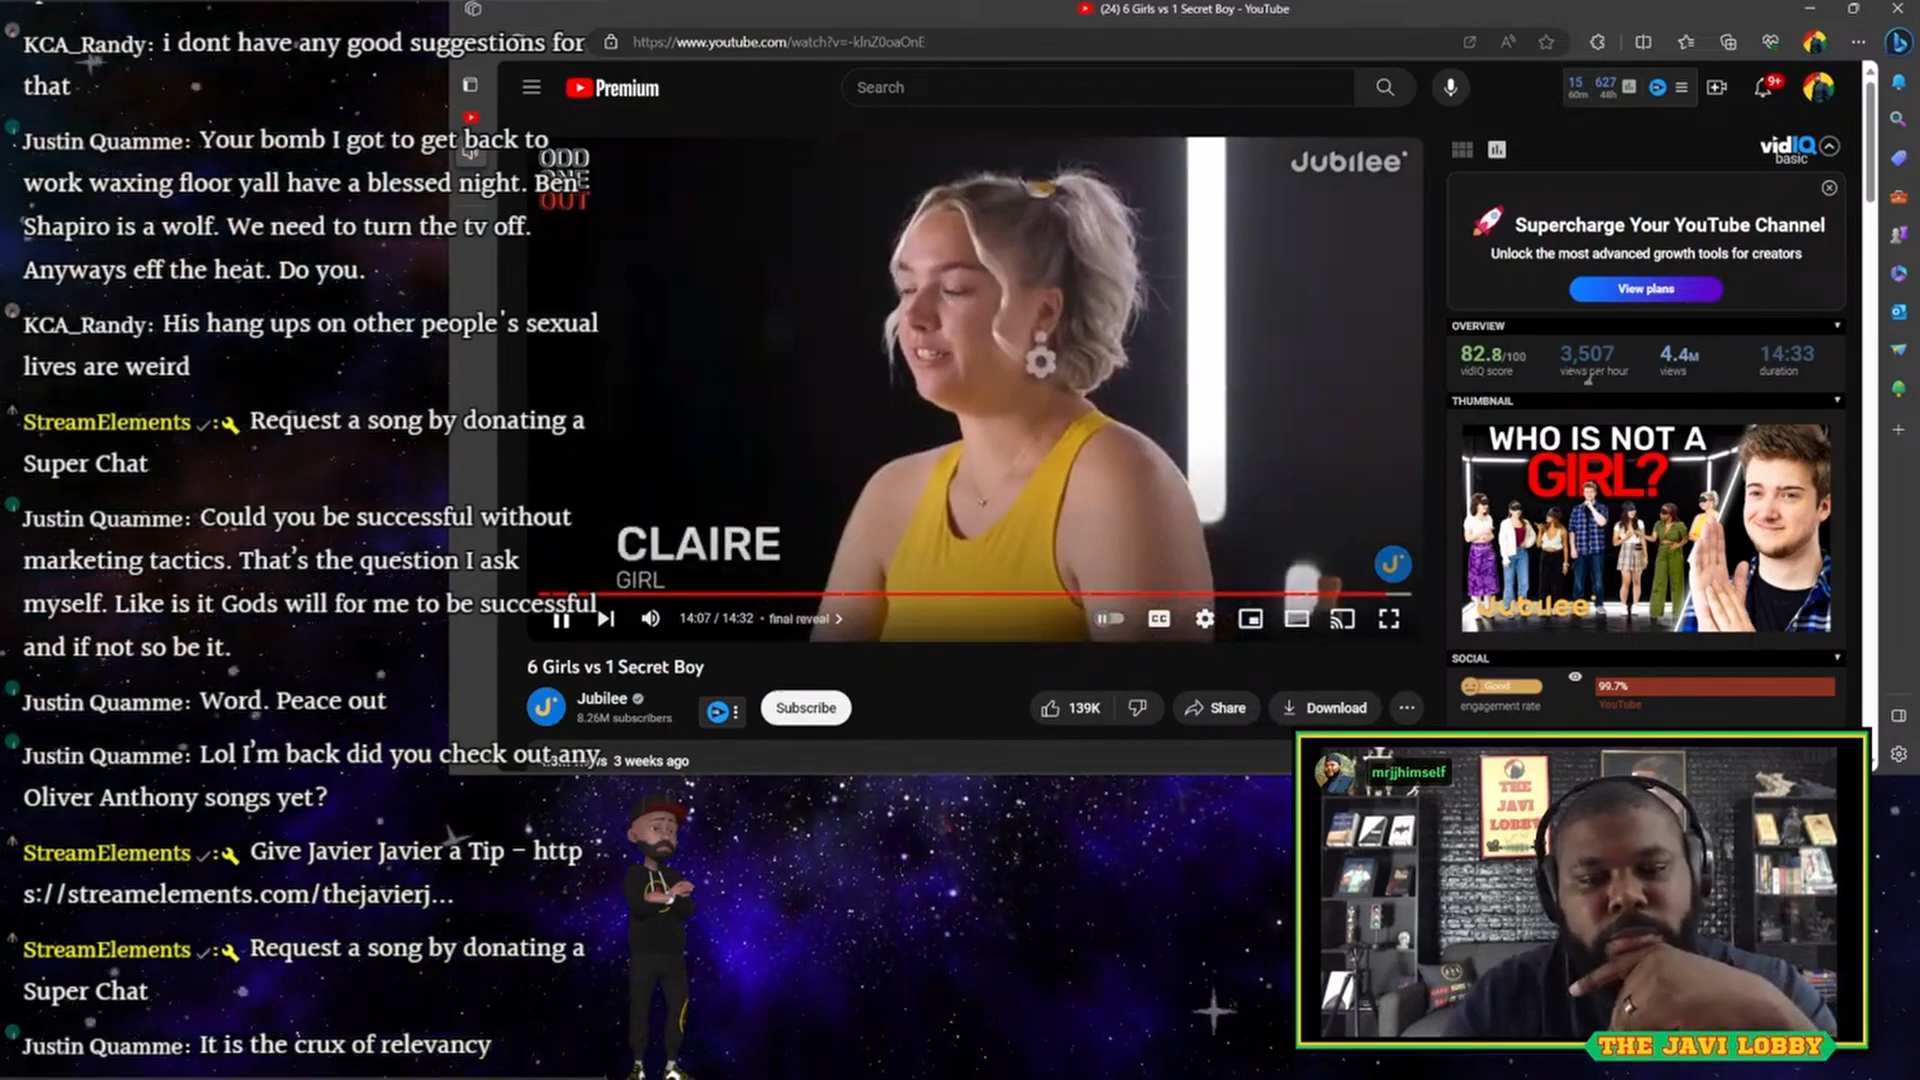 KCA_Randy: i dont have any good suggestions for
that
Justin Quamme: Your bomb I got to get back to
work waxing floor yall have a blessed night. Ben
Shapiro is a wolf. We need to turn the tv off.
Anyways eff the heat. Do you.
KCA_Randy: His hang ups on other people's sexual
lives are weird
StreamElements Request a song by donating a
Super Chat
Justin Quamme: Could you be successful without
marketing tactics. That's the question I ask
myself. Like is it Gods will for me to be successful
and if not so be it.
Justin Quamme: Word. Peace out
Justin Quamme: Lol I'm back did you check out any
Oliver Anthony songs yet?
StreamElements Give Javier Javier a Tip – http
s://streamelements.com/thejavierj...
StreamElements Request a song by donating a
Super Chat
Justin Quamme: It is the crux of relevancy
(24) 6 Girls vs 1 Secret Boy - YouTube
https://www.youtube.com/watch?v=-klnZ0oaOnE
Premium
Search
15 627
60m 48h
9+
ODD
ONE
OUT
Jubilee
CLAIRE
GIRL
14:07 / 14:32 • final reveal
CC
6 Girls vs 1 Secret Boy
Jubilee
8.26M subscribers
Subscribe
139K
Share
Download
3 weeks ago
vidIQ
basic
Supercharge Your YouTube Channel
Unlock the most advanced growth tools for creators
View plans
OVERVIEW
82.8/100 3,507 4.4M 14:33
vidIQ score views per hour views duration
THUMBNAIL
WHO IS NOT A
GIRL?
Jubilee
SOCIAL
Good 99.7%
engagement rate YouTube
mrjjhimself
THE
JAVI
LOBBY
THE JAVI LOBBY